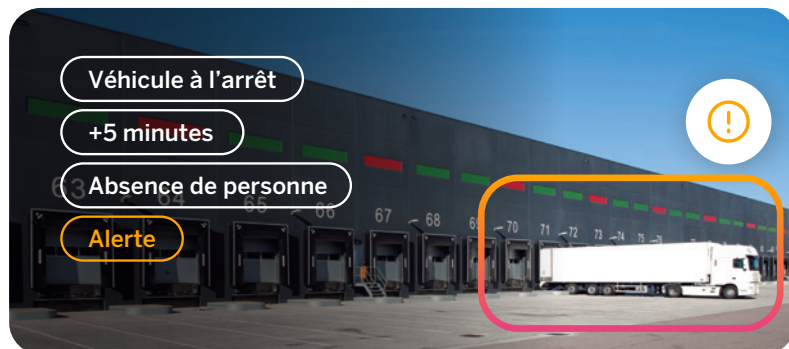 Véhicule à l'arrêt
+5 minutes
Absence de personne
Alerte
63 64 65 66 67 68 69 70 71 72 73 74 75